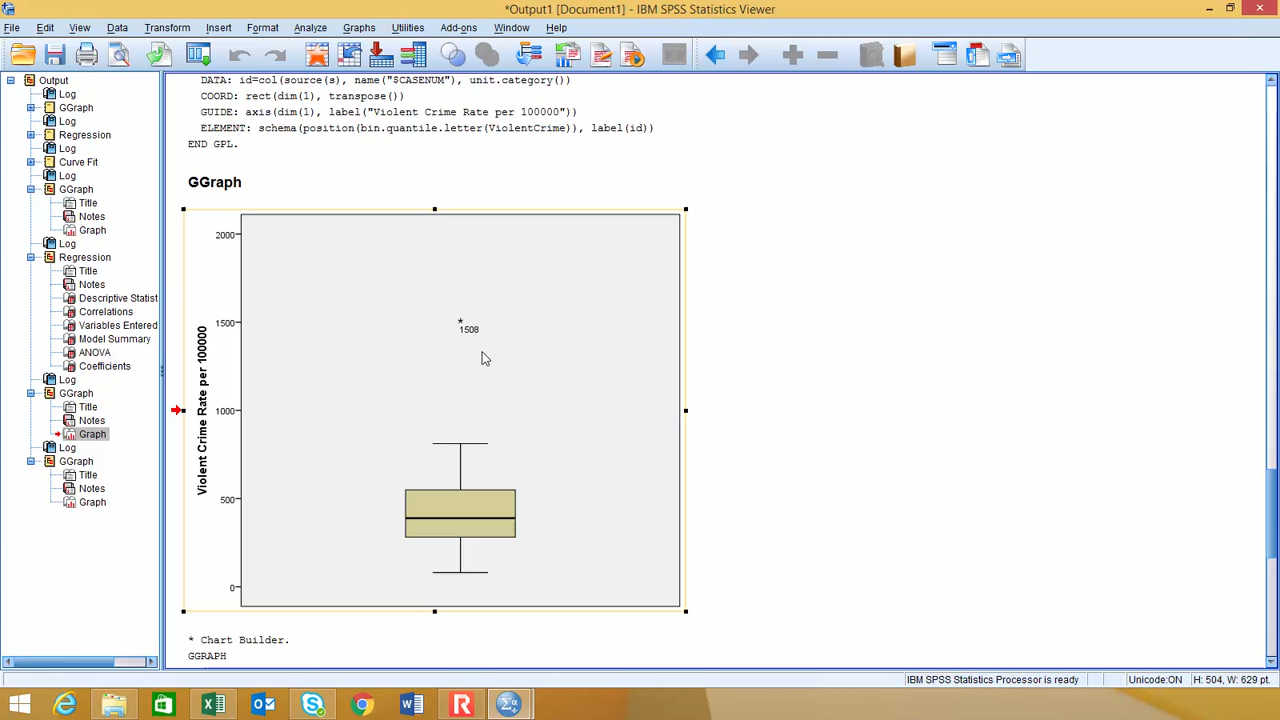 *Output1 [Document1] - IBM SPSS Statistics Viewer
File Edit View Data Transform Insert Format Analyze Graphs Utilities Add-ons Window Help
Output
Log
GGraph
Log
Regression
Log
Curve Fit
Log
GGraph
Title
Notes
Graph
Log
Regression
Title
Notes
Descriptive Statist
Correlations
Variables Entered
Model Summary
ANOVA
Coefficients
Log
GGraph
Title
Notes
Graph
Log
GGraph
Title
Notes
Graph
DATA: id=col(source(s), name("$CASENUM"), unit.category())
COORD: rect(dim(1), transpose())
GUIDE: axis(dim(1), label("Violent Crime Rate per 100000"))
ELEMENT: schema(position(bin.quantile.letter(ViolentCrime)), label(id))
END GPL.
GGraph
Violent Crime Rate per 100000
2000
1500
1000
500
0
*
1508
* Chart Builder.
GGRAPH
IBM SPSS Statistics Processor is ready
Unicode:ON
H: 504, W: 629 pt.